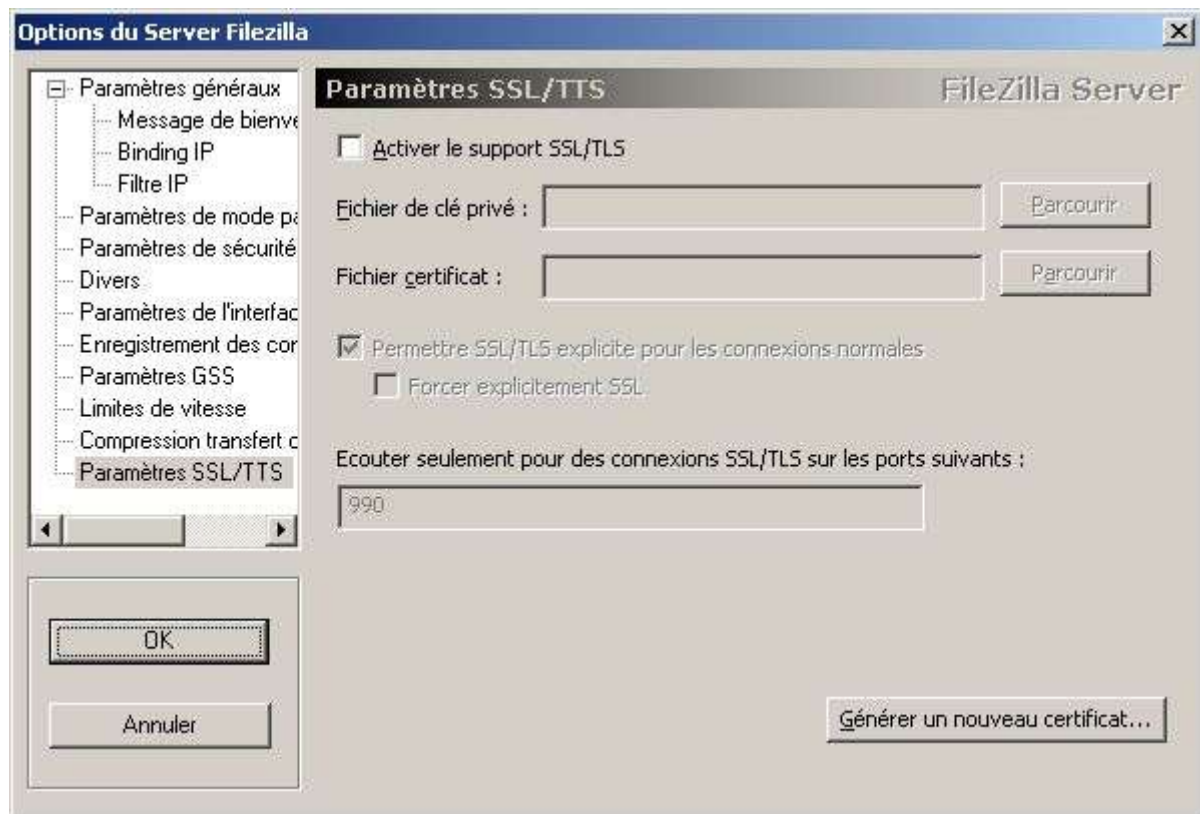 Options du Server Filezilla
Paramètres généraux
Message de bienve
Binding IP
Filtre IP
Paramètres de mode pa
Paramètres de sécurité
Divers
Paramètres de l'interfac
Enregistrement des cor
Paramètres GSS
Limites de vitesse
Compression transfert c
Paramètres SSL/TTS
OK
Annuler
Paramètres SSL/TTS
FileZilla Server
Activer le support SSL/TLS
Fichier de clé privé :
Parcourir
Fichier certificat :
Parcourir
Permettre SSL/TLS explicite pour les connexions normales
Forcer explicitement SSL
Ecouter seulement pour des connexions SSL/TLS sur les ports suivants :
990
Générer un nouveau certificat...